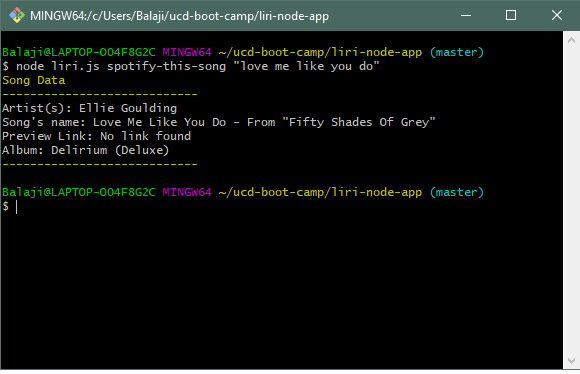 MINGW64:/c/Users/Balaji/ucd-boot-camp/liri-node-app
Balaji@LAPTOP-OO4F8G2C MINGW64 ~/ucd-boot-camp/liri-node-app (master)
$ node liri.js spotify-this-song "love me like you do"
Song Data
----------------------------
Artist(s): Ellie Goulding
Song's name: Love Me Like You Do - From "Fifty Shades Of Grey"
Preview Link: No link found
Album: Delirium (Deluxe)
----------------------------
Balaji@LAPTOP-OO4F8G2C MINGW64 ~/ucd-boot-camp/liri-node-app (master)
$